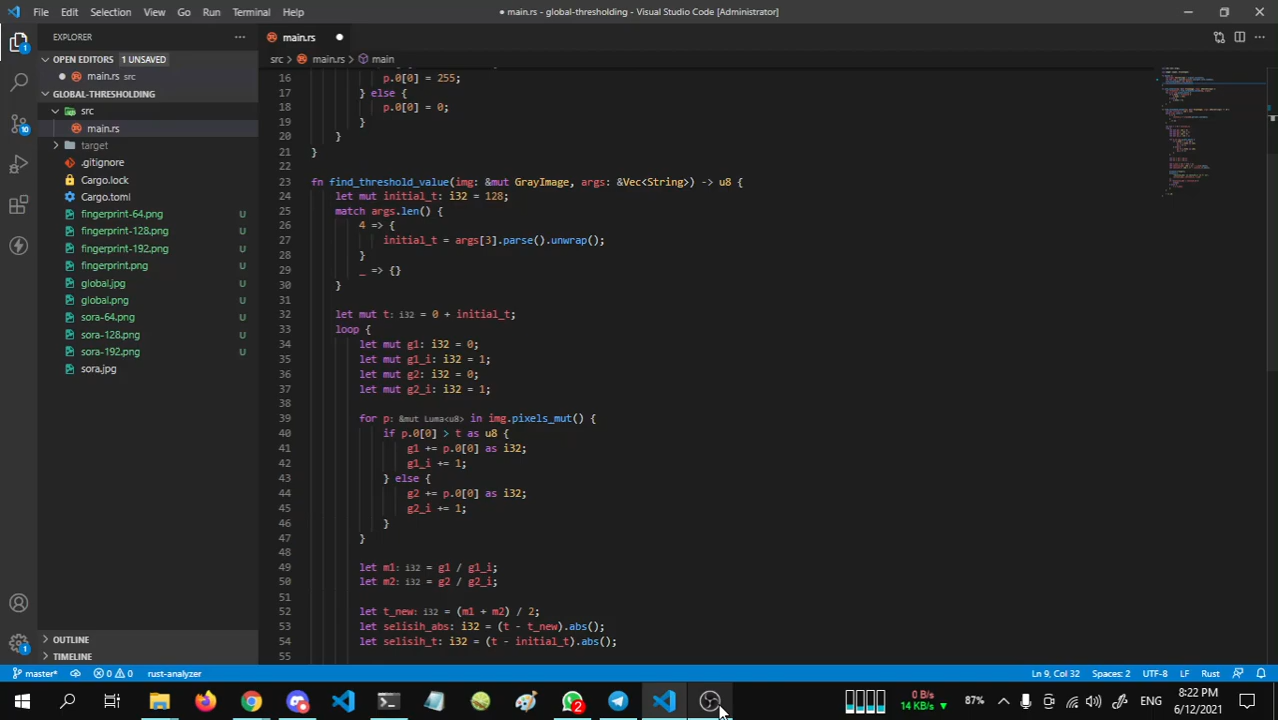 File Edit Selection View Go Run Terminal Help
● main.rs - global-thresholding - Visual Studio Code [Administrator]
EXPLORER
OPEN EDITORS 1 UNSAVED
main.rs
GLOBAL-THRESHOLDING
src
main.rs
target
.gitignore
Cargo.lock
Cargo.toml
fingerprint-64.png U
fingerprint-128.png U
fingerprint-192.png U
fingerprint.png U
global.jpg U
global.png U
sora-64.png U
sora-128.png U
sora-192.png U
sora.jpg
OUTLINE
TIMELINE
1
10
1
main.rs
src > main.rs > main
16 p.0[0] = 255;
17 } else {
18 p.0[0] = 0;
19 }
20 }
21 }
22
23 fn find_threshold_value(img: &mut GrayImage, args: &Vec<String>) -> u8 {
24 let mut initial_t: i32 = 128;
25 match args.len() {
26 4 => {
27 initial_t = args[3].parse().unwrap();
28 }
29 _ => {}
30 }
31
32 let mut t: i32 = 0 + initial_t;
33 loop {
34 let mut g1: i32 = 0;
35 let mut g1_i: i32 = 1;
36 let mut g2: i32 = 0;
37 let mut g2_i: i32 = 1;
38
39 for p: &mut Luma<u8> in img.pixels_mut() {
40 if p.0[0] > t as u8 {
41 g1 += p.0[0] as i32;
42 g1_i += 1;
43 } else {
44 g2 += p.0[0] as i32;
45 g2_i += 1;
46 }
47 }
48
49 let m1: i32 = g1 / g1_i;
50 let m2: i32 = g2 / g2_i;
51
52 let t_new: i32 = (m1 + m2) / 2;
53 let selisih_abs: i32 = (t - t_new).abs();
54 let selisih_t: i32 = (t - initial_t).abs();
55
master* 0 0 rust-analyzer
Ln 9, Col 32 Spaces: 2 UTF-8 LF Rust
2
0 B/s
14 KB/s
87%
ENG
8:22 PM
6/12/2021